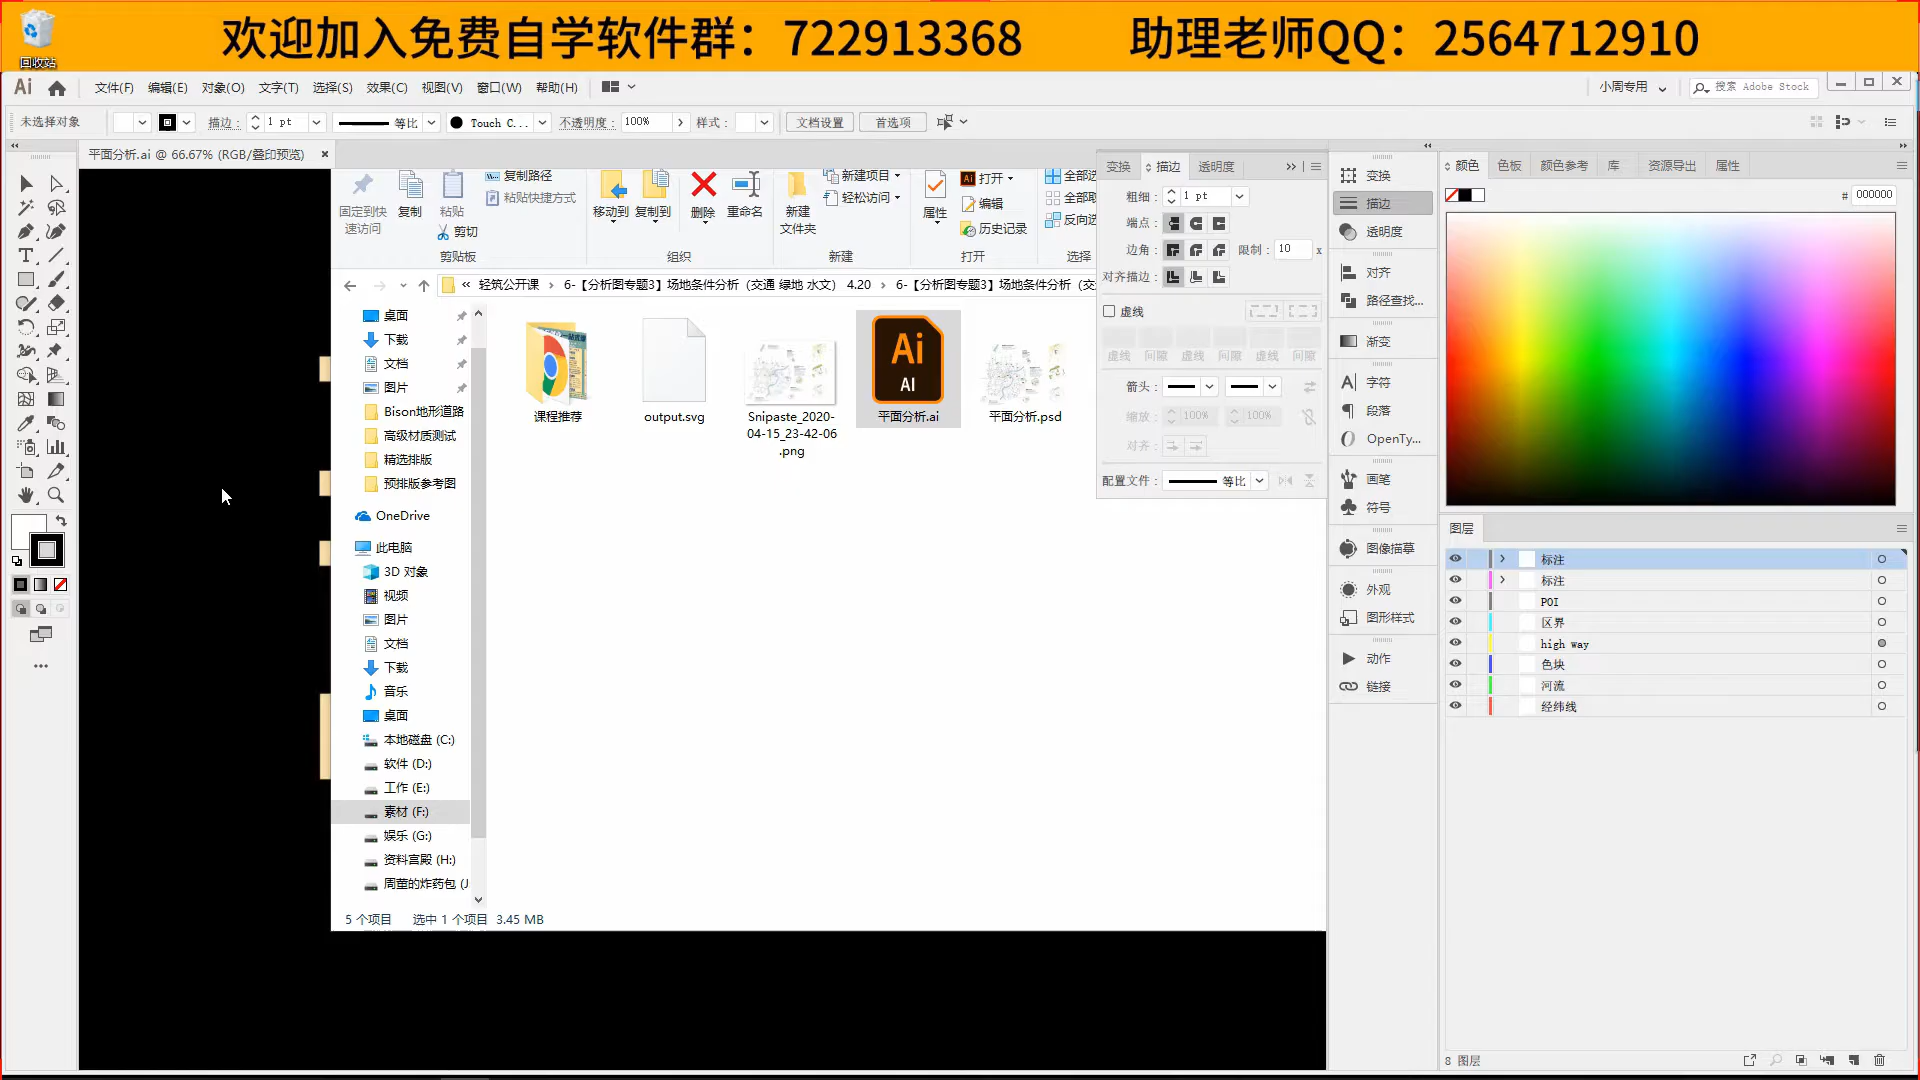 欢迎加入免费自学软件群：722913368
助理老师QQ：2564712910
回收站
Ai
文件(F)
编辑(E)
对象(O)
文字(T)
选择(S)
效果(C)
视图(V)
窗口(W)
帮助(H)
小周专用
搜索 Adobe Stock
未选择对象
描边：
1 pt
等比
Touch C...
不透明度：
100%
样式：
文档设置
首选项
平面分析.ai @ 66.67% (RGB/叠印预览)
固定到快速访问
复制
粘贴
复制路径
粘贴快捷方式
剪切
剪贴板
移动到
复制到
删除
重命名
组织
新建
文件夹
新建项目
轻松访问
新建
属性
打开
编辑
历史记录
打开
全部
反向
选择
« 轻筑公开课 › 6-【分析图专题3】场地条件分析（交通 绿地 水文） 4.20 › 6-【分析图专题3】场地条件分析
桌面
下载
文档
图片
Bison地形道路
高级材质测试
精选排版
预排版参考图
OneDrive
此电脑
3D 对象
视频
图片
文档
下载
音乐
桌面
本地磁盘 (C:)
软件 (D:)
工作 (E:)
素材 (F:)
娱乐 (G:)
资料宫殿 (H:)
周董的炸药包 (J
课程推荐
output.svg
Snipaste_2020-
04-15_23-42-06
.png
Ai
AI
平面分析.ai
平面分析.psd
5 个项目
选中 1 个项目 3.45 MB
变换
描边
透明度
粗细：
1 pt
端点：
边角：
限制：
10
x
对齐描边：
虚线
虚线
间隙
虚线
间隙
虚线
间隙
箭头：
缩放：
100%
100%
对齐：
配置文件：
等比
变换
描边
透明度
对齐
路径查找...
渐变
字符
段落
OpenTy...
画笔
符号
图像描摹
外观
图形样式
动作
链接
颜色
色板
颜色参考
库
资源导出
属性
# 000000
图层
标注
标注
POI
区界
high way
色块
河流
经纬线
8 图层